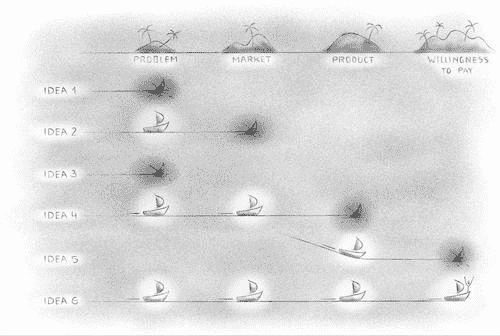 PROBLEM
MARKET
PRODUCT
WILLINGNESS
TO PAY
IDEA 1
IDEA 2
IDEA 3
IDEA 4
IDEA 5
IDEA 6